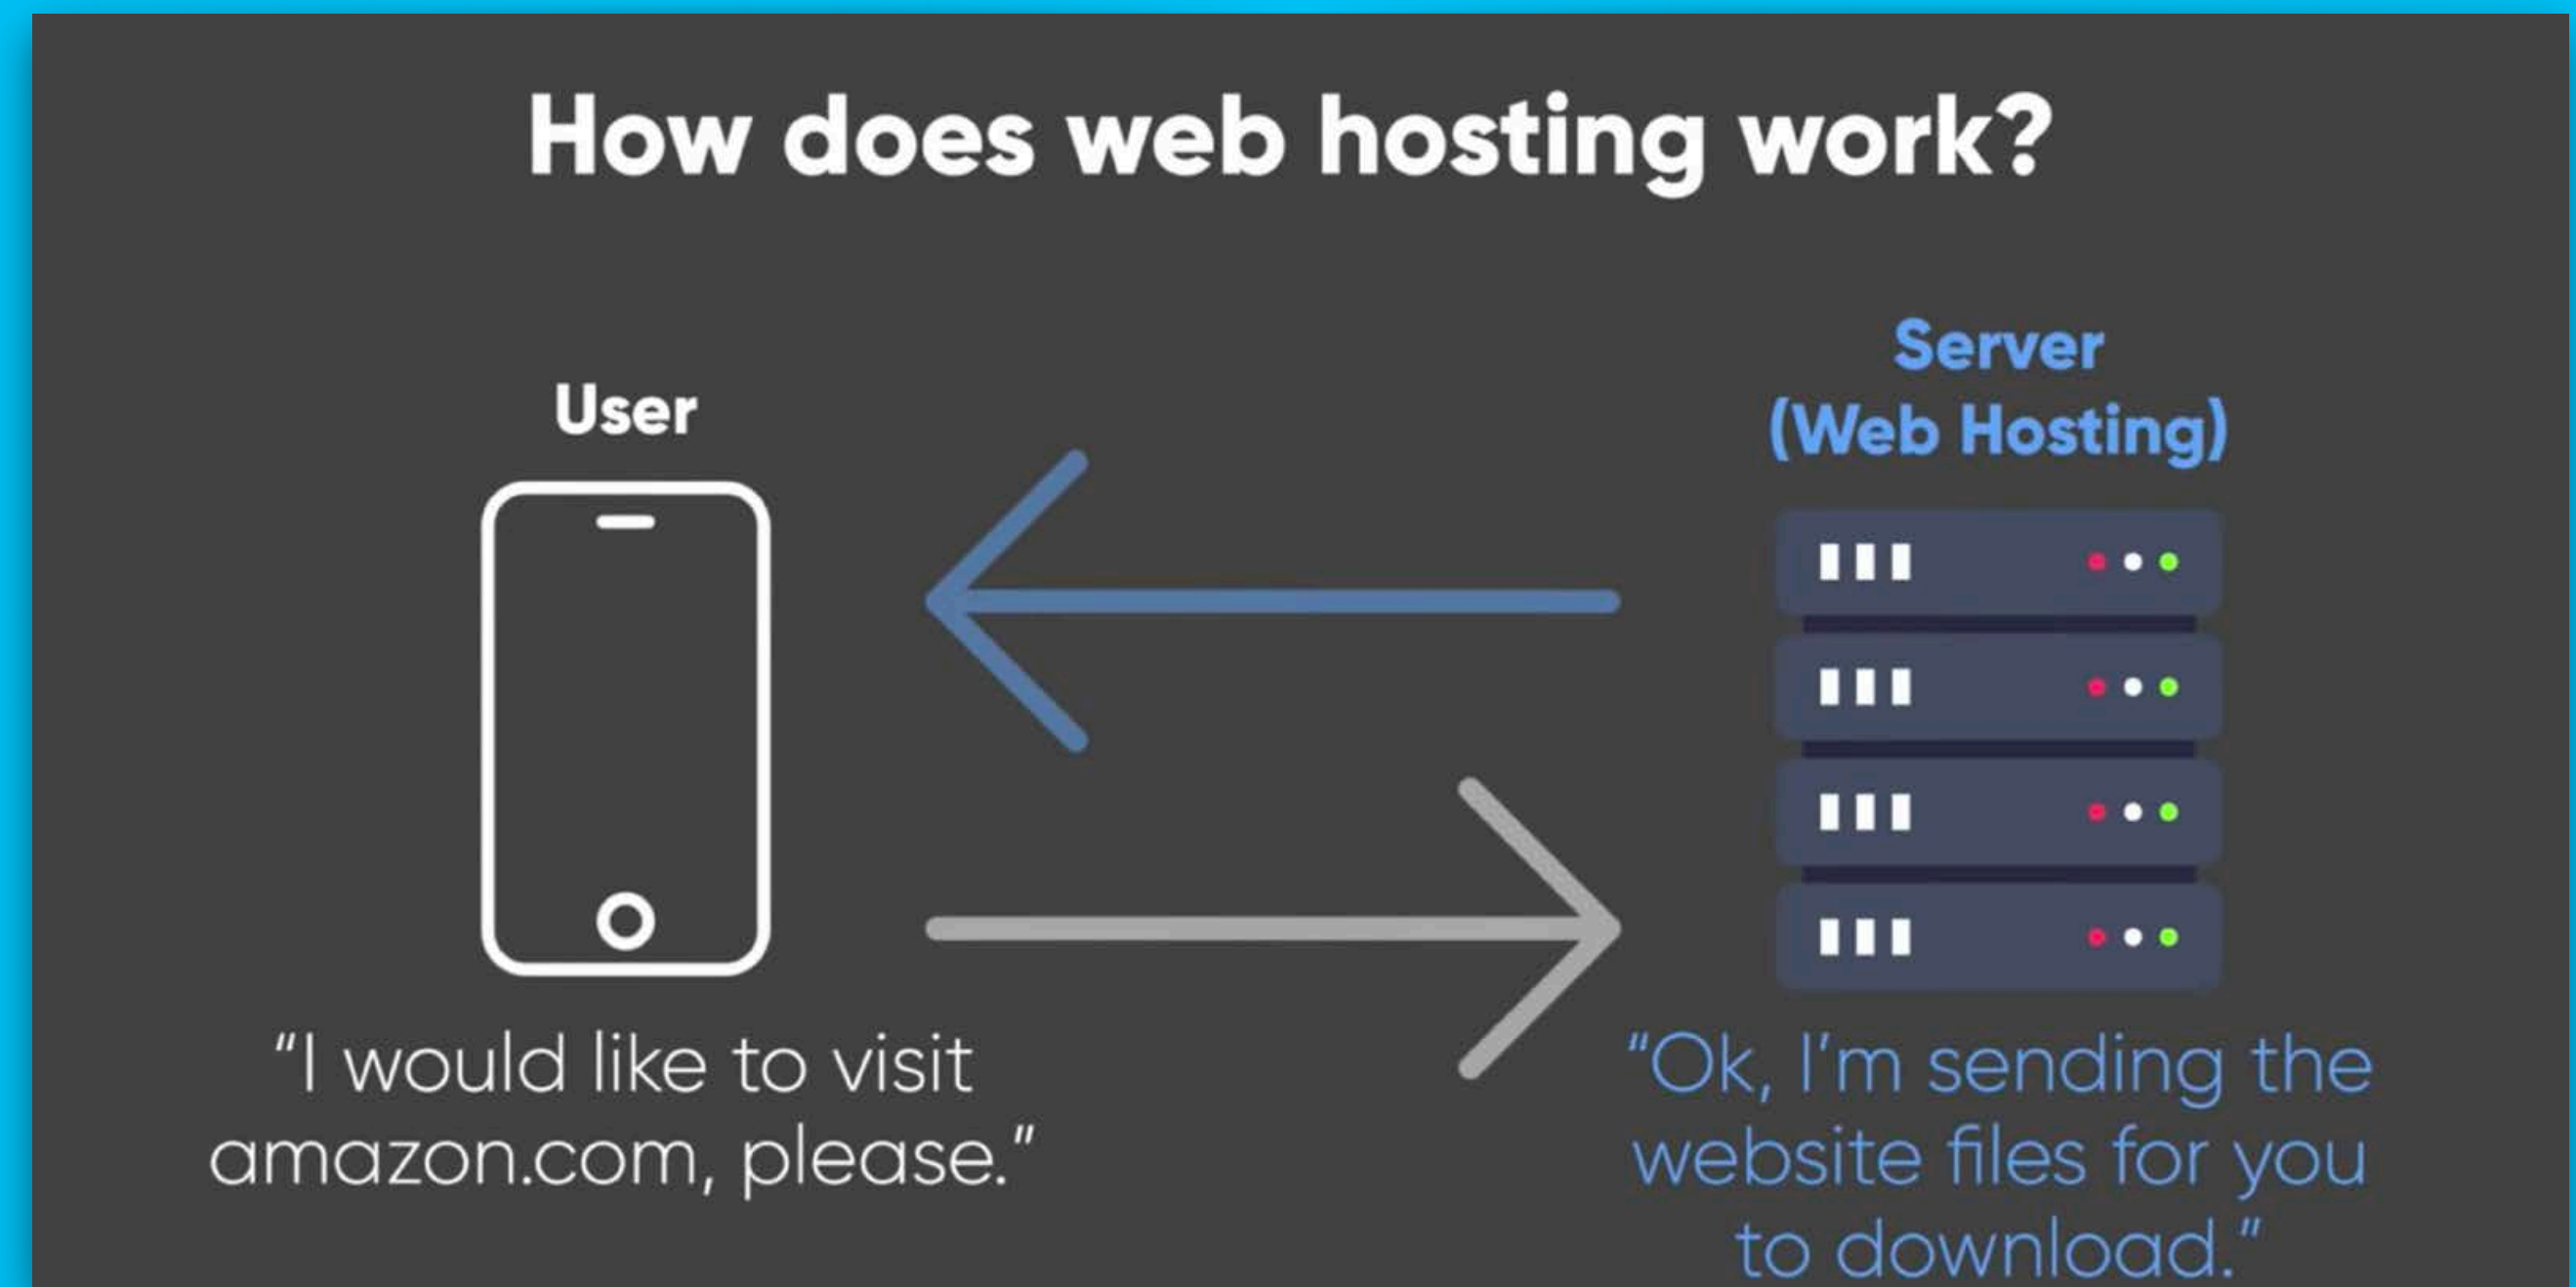 How does web hosting work?
User
Server
(Web Hosting)
“I would like to visit
amazon.com, please.”
“Ok, I’m sending the
website files for you
to download.”